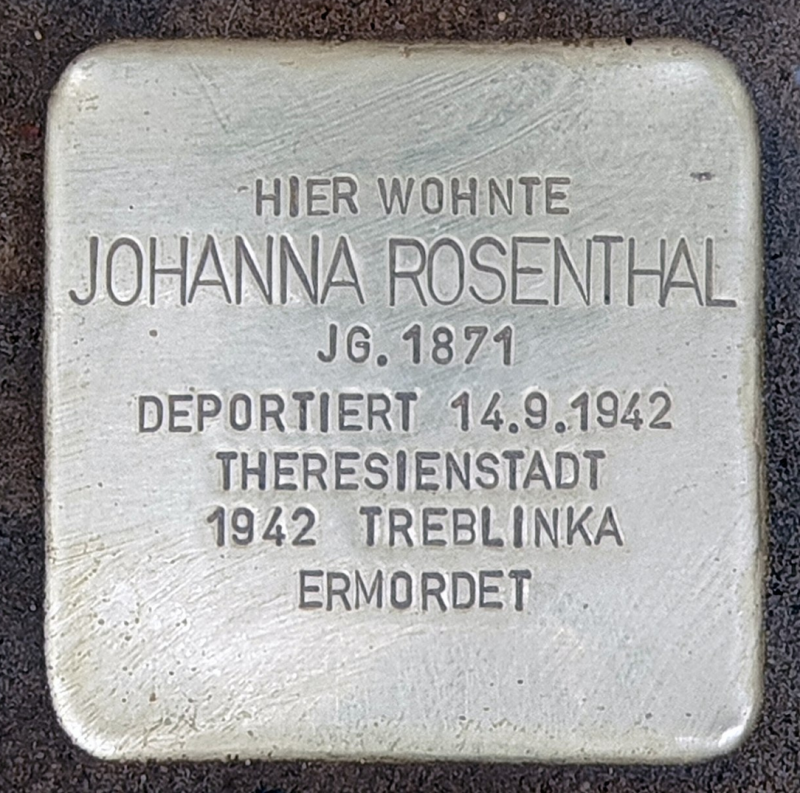 HIER WOHNTE
JOHANNA ROSENTHAL
JG. 1871
DEPORTIERT 14.9.1942
THERESIENSTADT
1942 TREBLINKA
ERMORDET